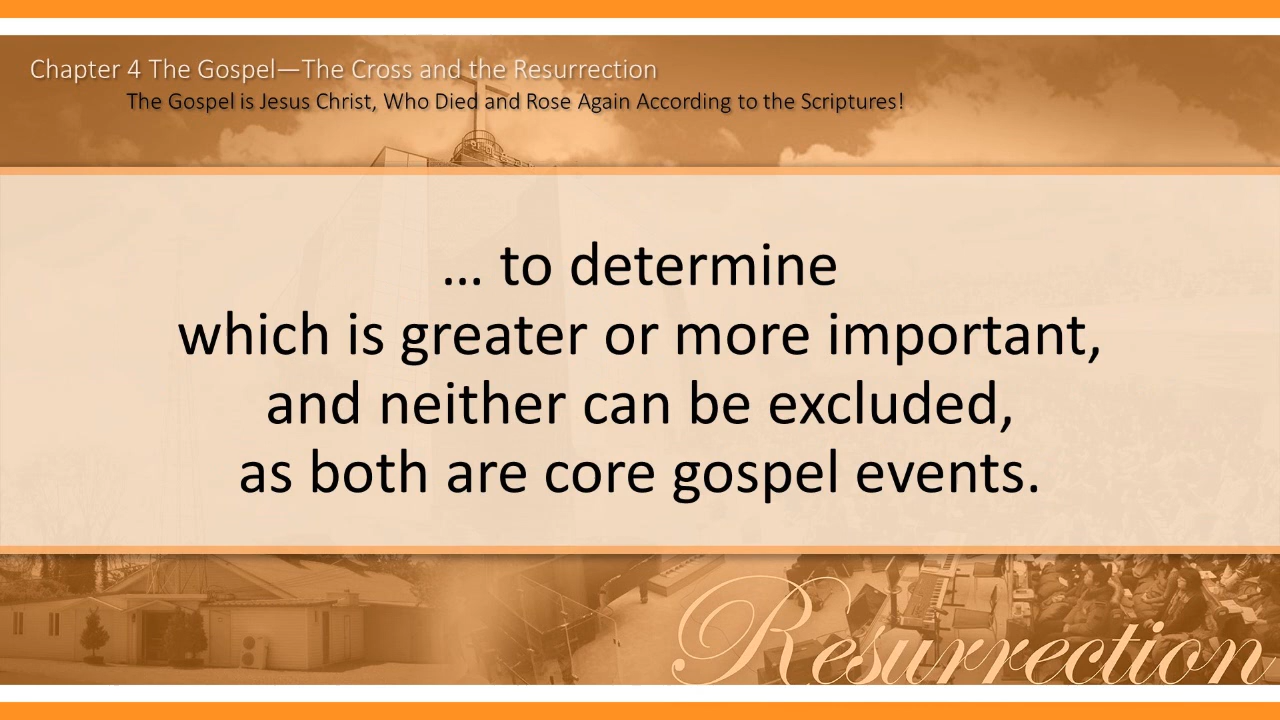 Chapter 4 The Gospel—The Cross and the Resurrection
The Gospel is Jesus Christ, Who Died and Rose Again According to the Scriptures!
... to determine
which is greater or more important,
and neither can be excluded,
as both are core gospel events.
Resurrection